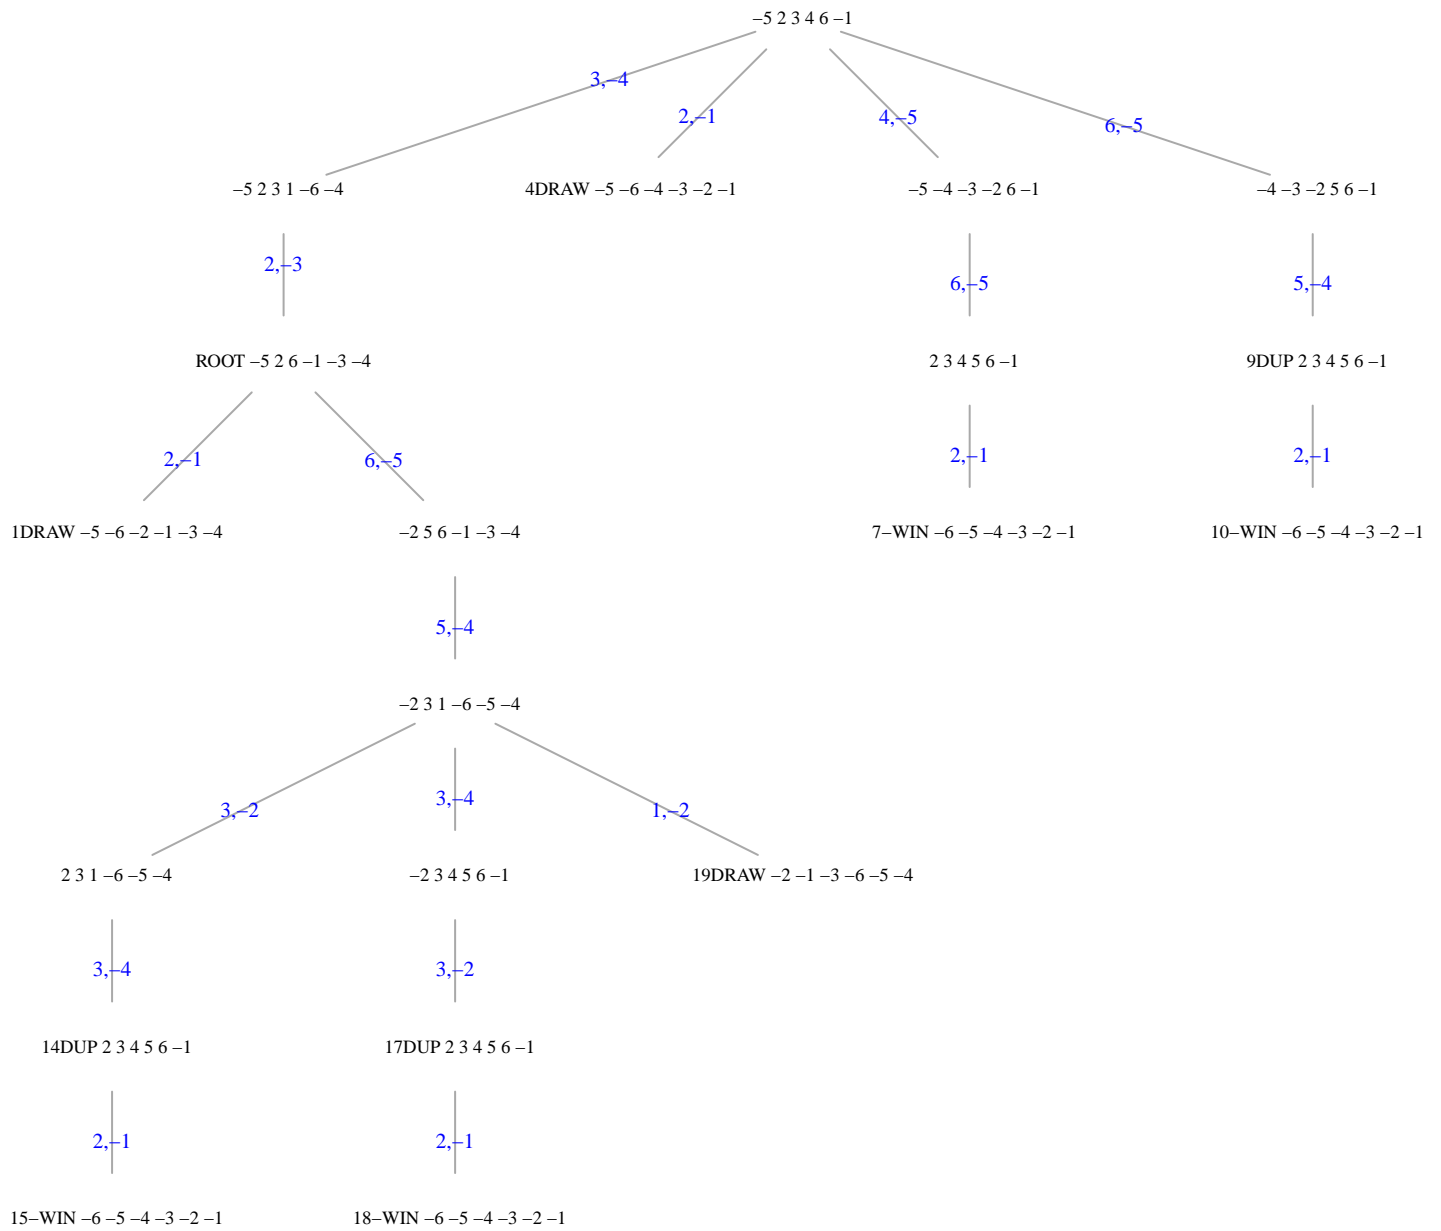 –5 2 3 4 6 –1
3,–4
2,–1
4,–5
6,–5
–5 2 3 1 –6 –4
4DRAW –5 –6 –4 –3 –2 –1
–5 –4 –3 –2 6 –1
–4 –3 –2 5 6 –1
2,–3
6,–5
5,–4
ROOT –5 2 6 –1 –3 –4
2 3 4 5 6 –1
9DUP 2 3 4 5 6 –1
2,–1
6,–5
2,–1
2,–1
1DRAW –5 –6 –2 –1 –3 –4
–2 5 6 –1 –3 –4
7–WIN –6 –5 –4 –3 –2 –1
10–WIN –6 –5 –4 –3 –2 –1
5,–4
–2 3 1 –6 –5 –4
3,–2
3,–4
1,–2
2 3 1 –6 –5 –4
–2 3 4 5 6 –1
19DRAW –2 –1 –3 –6 –5 –4
3,–4
3,–2
14DUP 2 3 4 5 6 –1
17DUP 2 3 4 5 6 –1
2,–1
2,–1
15–WIN –6 –5 –4 –3 –2 –1
18–WIN –6 –5 –4 –3 –2 –1